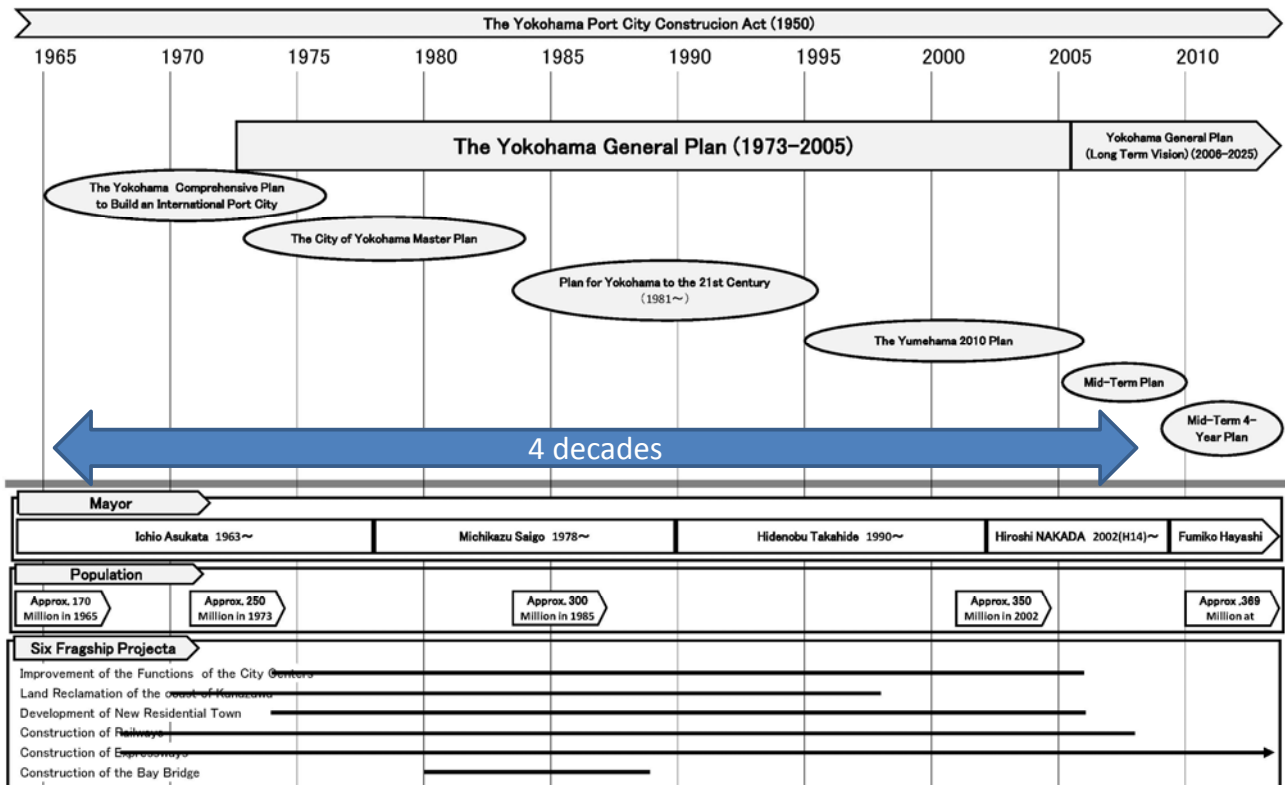 The Yokohama Port City Construcion Act (1950)
1965 1970 1975 1980 1985 1990 1995 2000 2005 2010
The Yokohama General Plan (1973-2005)
Yokohama General Plan
(Long Term Vision) (2006-2025)
The Yokohama Comprehensive Plan
to Build an International Port City
The City of Yokohama Master Plan
Plan for Yokohama to the 21st Century
(1981~)
The Yumehama 2010 Plan
Mid-Term Plan
Mid-Term 4-
Year Plan
4 decades
Mayor
Ichio Asukata 1963~ Michikazu Saigo 1978~ Hidenobu Takahide 1990~ Hiroshi NAKADA 2002(H14)~ Fumiko Hayashi
Population
Approx. 170
Million in 1965
Approx. 250
Million in 1973
Approx. 300
Million in 1985
Approx. 350
Million in 2002
Approx .369
Million at
Six Fragship Projecta
Improvement of the Functions of the City Centers
Land Reclamation of the coast of Kanazawa
Development of New Residential Town
Construction of Railways
Construction of Expressways
Construction of the Bay Bridge